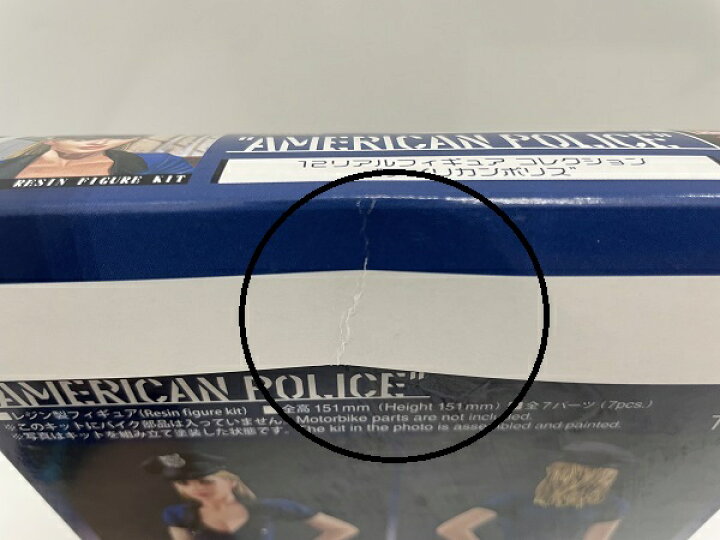 "AMERICAN POLICE"
RESIN FIGURE KIT
12リアルフィギュア コレクション
リカンポリス
AMERICAN POLICE"
■レジン製フィギュア(Resin figure kit) ■全高151mm (Height 151mm) 全7パーツ (7pcs.)
※このキットにバイク部品は入っていません。Motorbike parts are not included.
※写真はキットを組み立て塗装した状態です。The kit in the photo is assembled and painted.